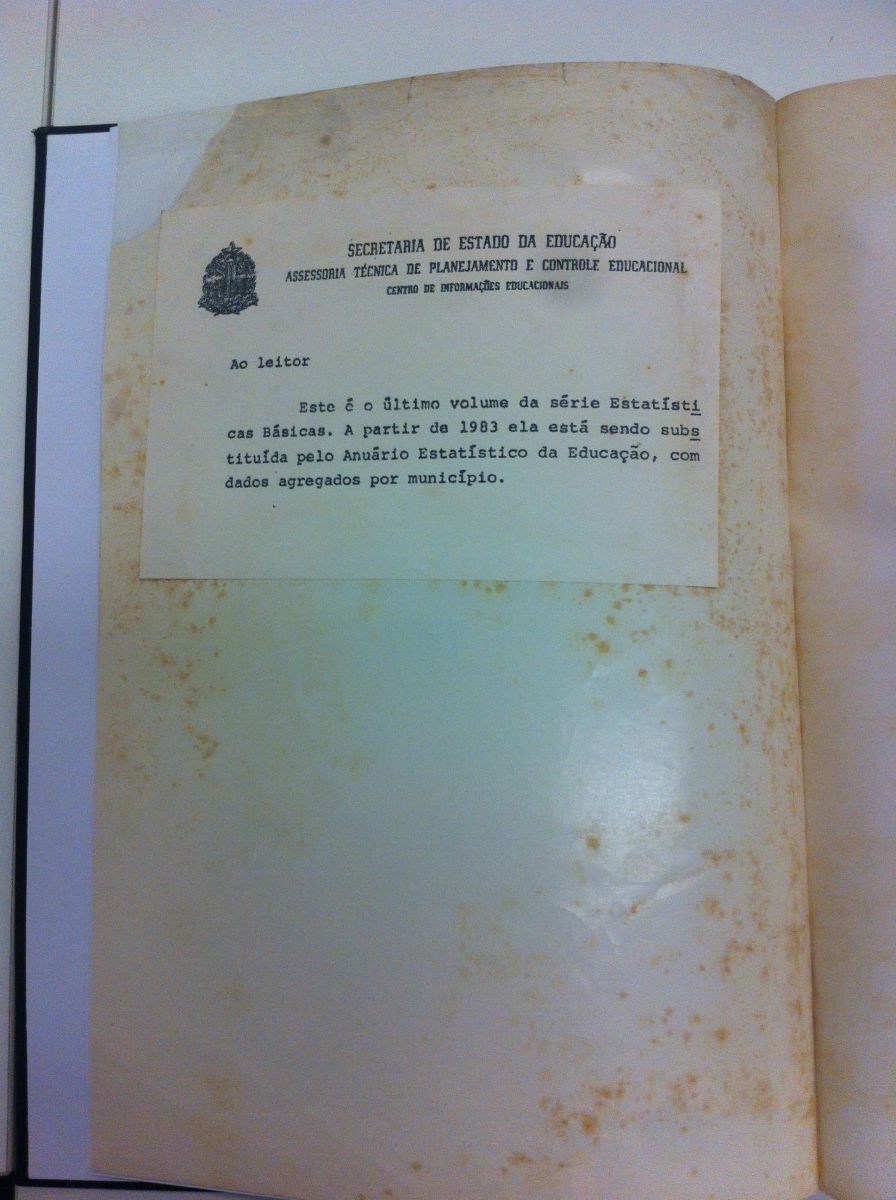 SECRETARIA DE ESTADO DA EDUCAÇÃO
ASSESSORIA TÉCNICA DE PLANEJAMENTO E CONTROLE EDUCACIONAL
CENTRO DE INFORMAÇÕES EDUCACIONAIS
Ao leitor
Este é o último volume da série Estatísti
cas Básicas. A partir de 1983 ela está sendo subs
tituída pelo Anuário Estatístico da Educação, com
dados agregados por município.